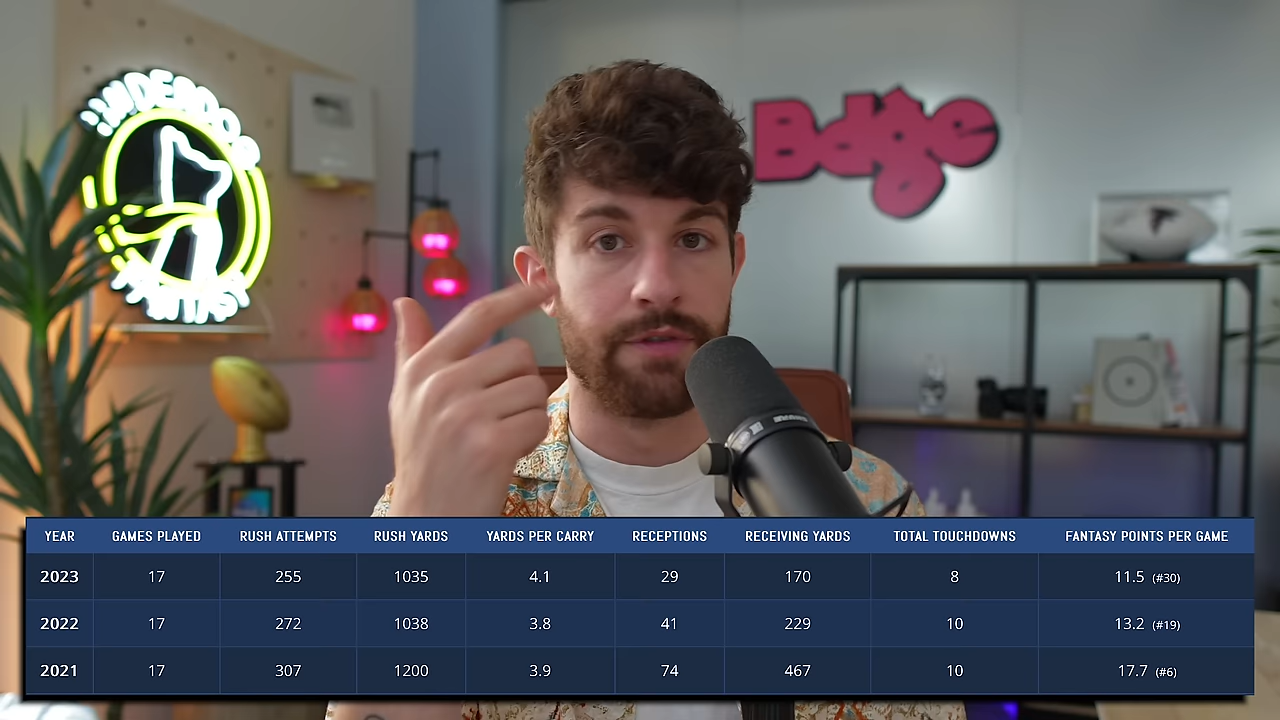 UNDERDOG
FANTASY
Bdge
SHURE
YEAR GAMES PLAYED RUSH ATTEMPTS RUSH YARDS YARDS PER CARRY RECEPTIONS RECEIVING YARDS TOTAL TOUCHDOWNS FANTASY POINTS PER GAME
2023 17 255 1035 4.1 29 170 8 11.5 (#30)
2022 17 272 1038 3.8 41 229 10 13.2 (#19)
2021 17 307 1200 3.9 74 467 10 17.7 (#6)